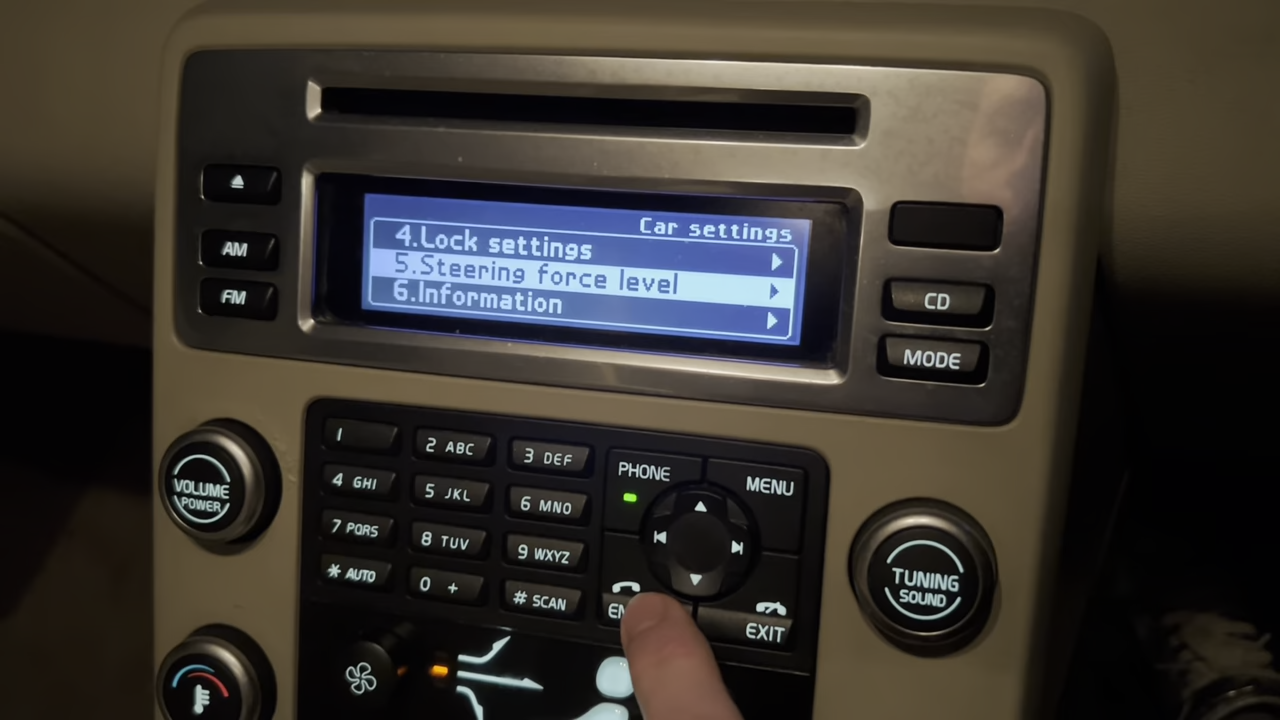 Car settings
4.Lock settings
5.Steering force level
6.Information
AM
FM
CD
MODE
VOLUME
POWER
1
2 ABC
3 DEF
4 GHI
5 JKL
6 MNO
7 PQRS
8 TUV
9 WXYZ
* AUTO
0 +
# SCAN
PHONE
MENU
EXIT
TUNING
SOUND